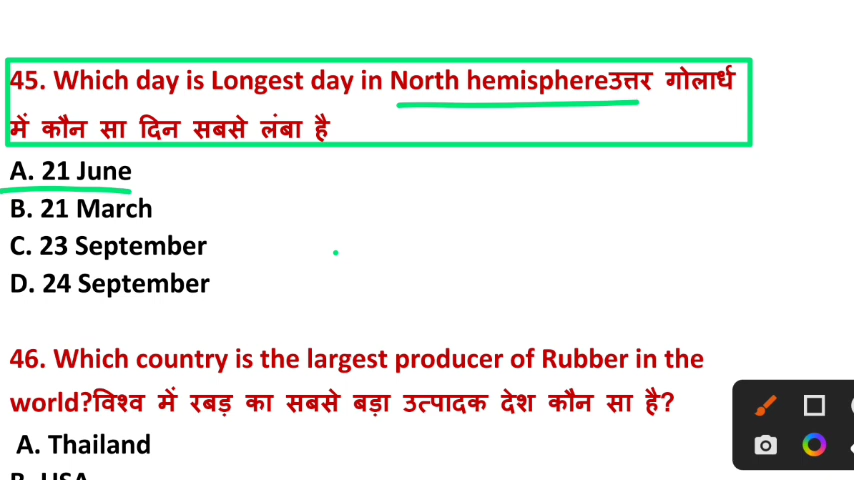 45. Which day is Longest day in North hemisphereउत्तर गोलार्ध
में कौन सा दिन सबसे लंबा है
A. 21 June
B. 21 March
C. 23 September
D. 24 September
46. Which country is the largest producer of Rubber in the
world?विश्व में रबड़ का सबसे बड़ा उत्पादक देश कौन सा है?
A. Thailand
B. USA